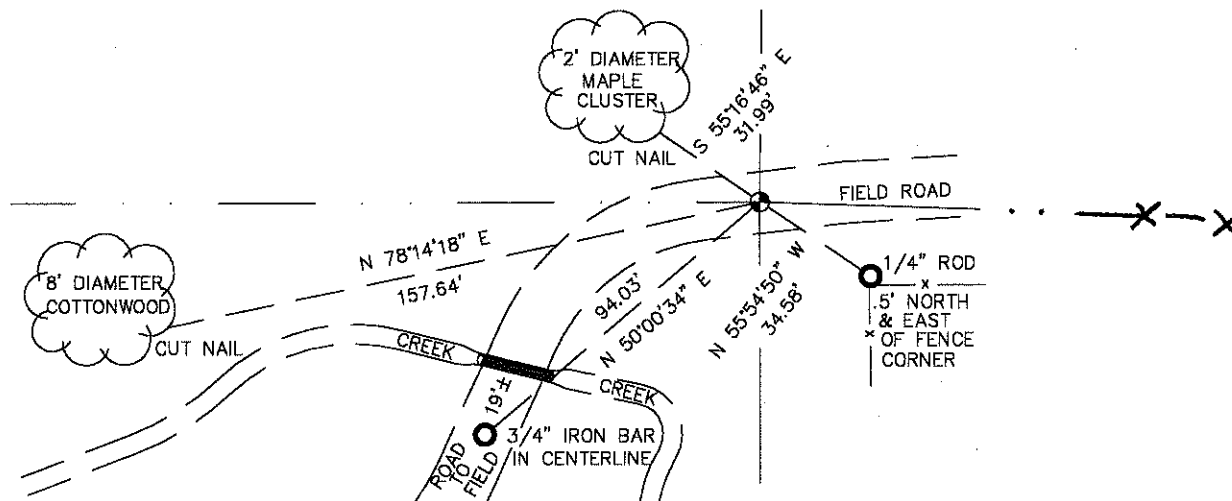 2' DIAMETER
MAPLE
CLUSTER
CUT NAIL
S 55°16'46" E
31.99'
FIELD ROAD
8' DIAMETER
COTTONWOOD
CUT NAIL
N 78°14'18" E
157.64'
94.03'
N 50°00'34" E
N 55°54'50" W
34.58'
1/4" ROD
.5' NORTH
& EAST
OF FENCE
CORNER
CREEK
CREEK
19'±
3/4" IRON BAR
IN CENTERLINE
ROAD
TO
FIELD